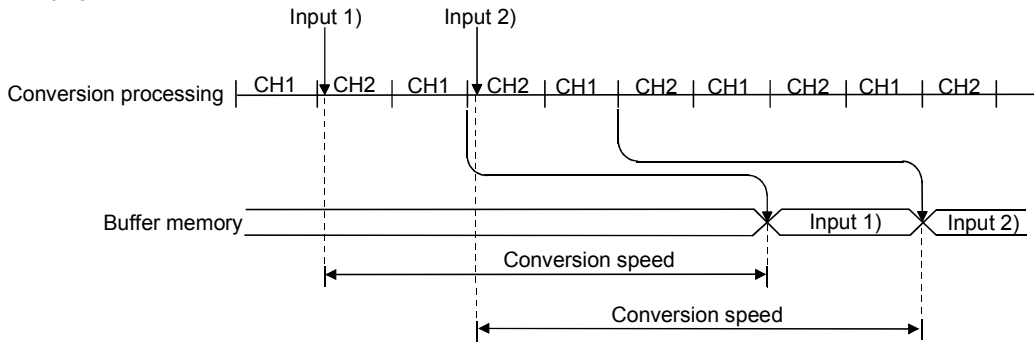 Input 1) Input 2)
Conversion processing CH1 CH2 CH1 CH2 CH1 CH2 CH1 CH2 CH1 CH2
Buffer memory Input 1) Input 2)
Conversion speed
Conversion speed